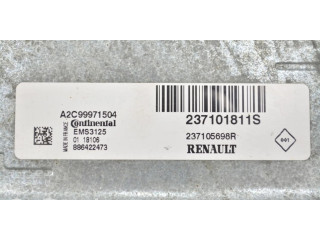 A2C99971504
Continental
EMS3125
01 18106
886422473
MADE IN FRANCE
237101811S
237105698R
RENAULT